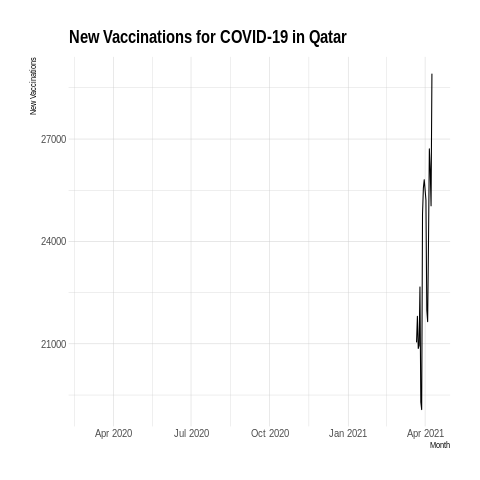 New Vaccinations for COVID-19 in Qatar
New Vaccinations
27000
24000
21000
Apr 2020 Jul 2020 Oct 2020 Jan 2021 Apr 2021
Month